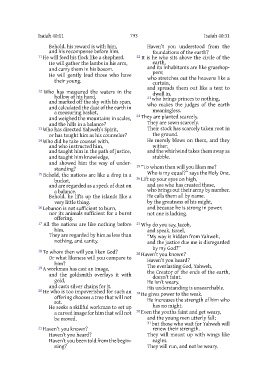 Isaiah 40:11
793
Isaiah 40:31
Behold, his reward is with him,
and his recompense before him.
11 He will feed his flock like a shepherd.
He will gather the lambs in his arm,
and carry them in his bosom.
He will gently lead those who have
their young.
12 Who has measured the waters in the
hollow of his hand,
and marked off the sky with his span,
and calculated the dust of the earth in
a measuring basket,
and weighed the mountains in scales,
and the hills in a balance?
13 Who has directed Yahweh's Spirit,
or has taught him as his counselor?
14 Who did he take counsel with,
and who instructed him,
and taught him in the path of justice,
and taught him knowledge,
and showed him the way of under-
standing?
15 Behold, the nations are like a drop in a
bucket,
and are regarded as a speck of dust on
a balance.
Behold, he lifts up the islands like a
very little thing.
16 Lebanon is not sufficient to burn,
nor its animals sufficient for a burnt
offering.
17 All the nations are like nothing before
him.
They are regarded by him as less than
nothing, and vanity.
18 To whom then will you liken God?
Or what likeness will you compare to
him?
19 A workman has cast an image,
and the goldsmith overlays it with
gold,
and casts silver chains for it.
20 He who is too impoverished for such an
offering chooses a tree that will not
rot.
He seeks a skillful workman to set up
a carved image for him that will not
be moved.
21 Haven't you known?
Haven't you heard?
Haven't you been told from the begin-
ning?
Haven't you understood from the
foundations of the earth?
22 It is he who sits above the circle of the
earth,
and its inhabitants are like grasshop-
pers;
who stretches out the heavens like a
curtain,
and spreads them out like a tent to
dwell in,
23 who brings princes to nothing,
who makes the judges of the earth
meaningless.
24 They are planted scarcely.
They are sown scarcely.
Their stock has scarcely taken root in
the ground.
He merely blows on them, and they
wither,
and the whirlwind takes them away as
stubble.
25 "To whom then will you liken me?
Who is my equal?" says the Holy One.
26 Lift up your eyes on high,
and see who has created these,
who brings out their army by number.
He calls them all by name.
by the greatness of his might,
and because he is strong in power,
not one is lacking.
27 Why do you say, Jacob,
and speak, Israel,
"My way is hidden from Yahweh,
and the justice due me is disregarded
by my God?"
28 Haven't you known?
Haven't you heard?
The everlasting God, Yahweh,
the Creator of the ends of the earth,
doesn't faint.
He isn't weary.
His understanding is unsearchable.
29 He gives power to the weak.
He increases the strength of him who
has no might.
30 Even the youths faint and get weary,
and the young men utterly fall;
31 but those who wait for Yahweh will
renew their strength.
They will mount up with wings like
eagles.
They will run, and not be weary.